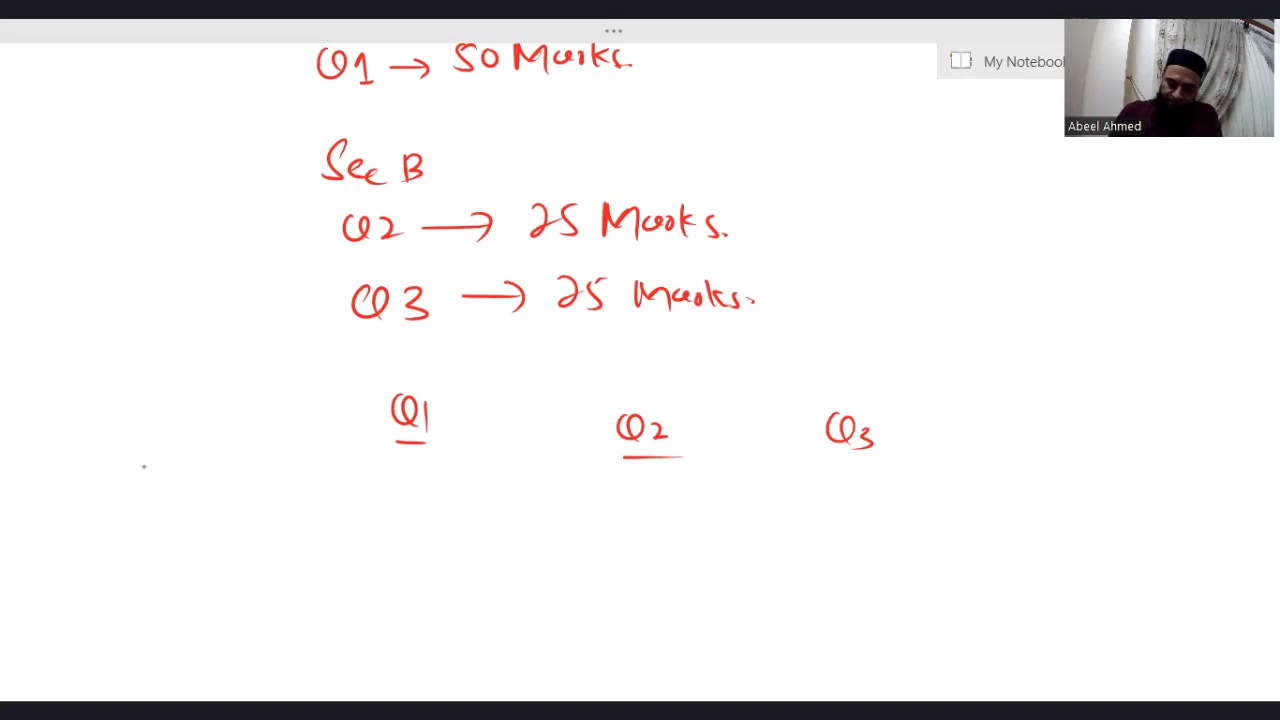 Q1 → 50 Marks.
My Notebook
Abeel Ahmed
Sec B
Q2 → 25 Marks.
Q3 → 25 Marks.
Q1 Q2 Q3